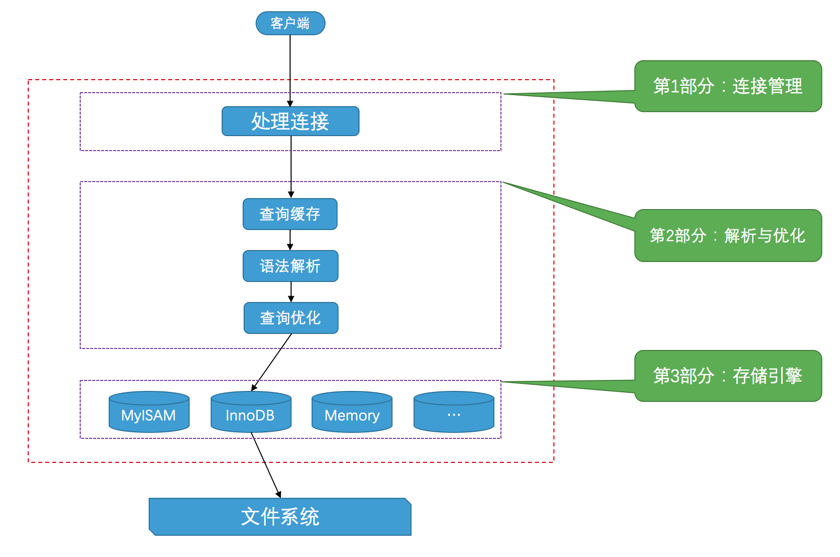 客户端
第1部分：连接管理
处理连接
查询缓存
第2部分：解析与优化
语法解析
查询优化
第3部分：存储引擎
MyISAM
InnoDB
Memory
...
文件系统